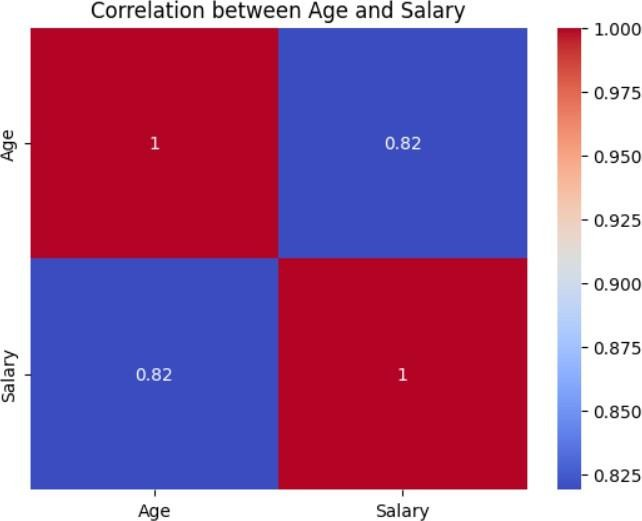 Correlation between Age and Salary
Age
1
0.82
Salary
0.82
1
Age
Salary
1.000
0.975
0.950
0.925
0.900
0.875
0.850
0.825